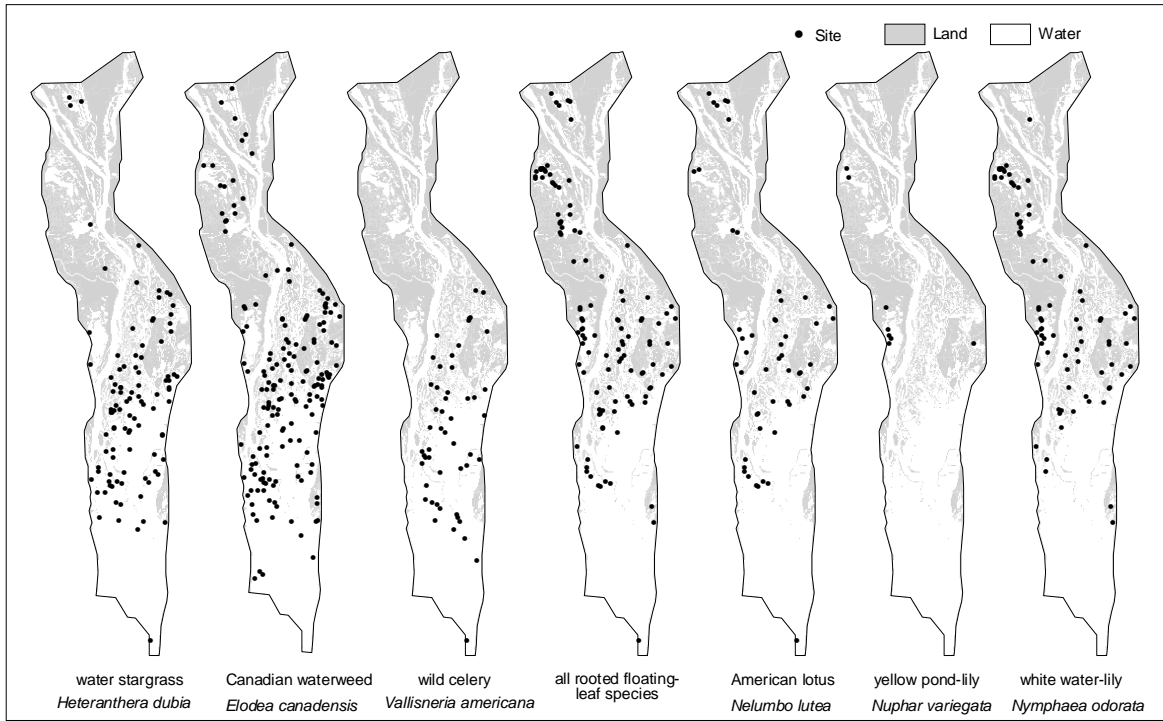 Site Land Water
water stargrass
Heteranthera dubia
Canadian waterweed
Elodea canadensis
wild celery
Vallisneria americana
all rooted floating-
leaf species
American lotus
Nelumbo lutea
yellow pond-lily
Nuphar variegata
white water-lily
Nymphaea odorata